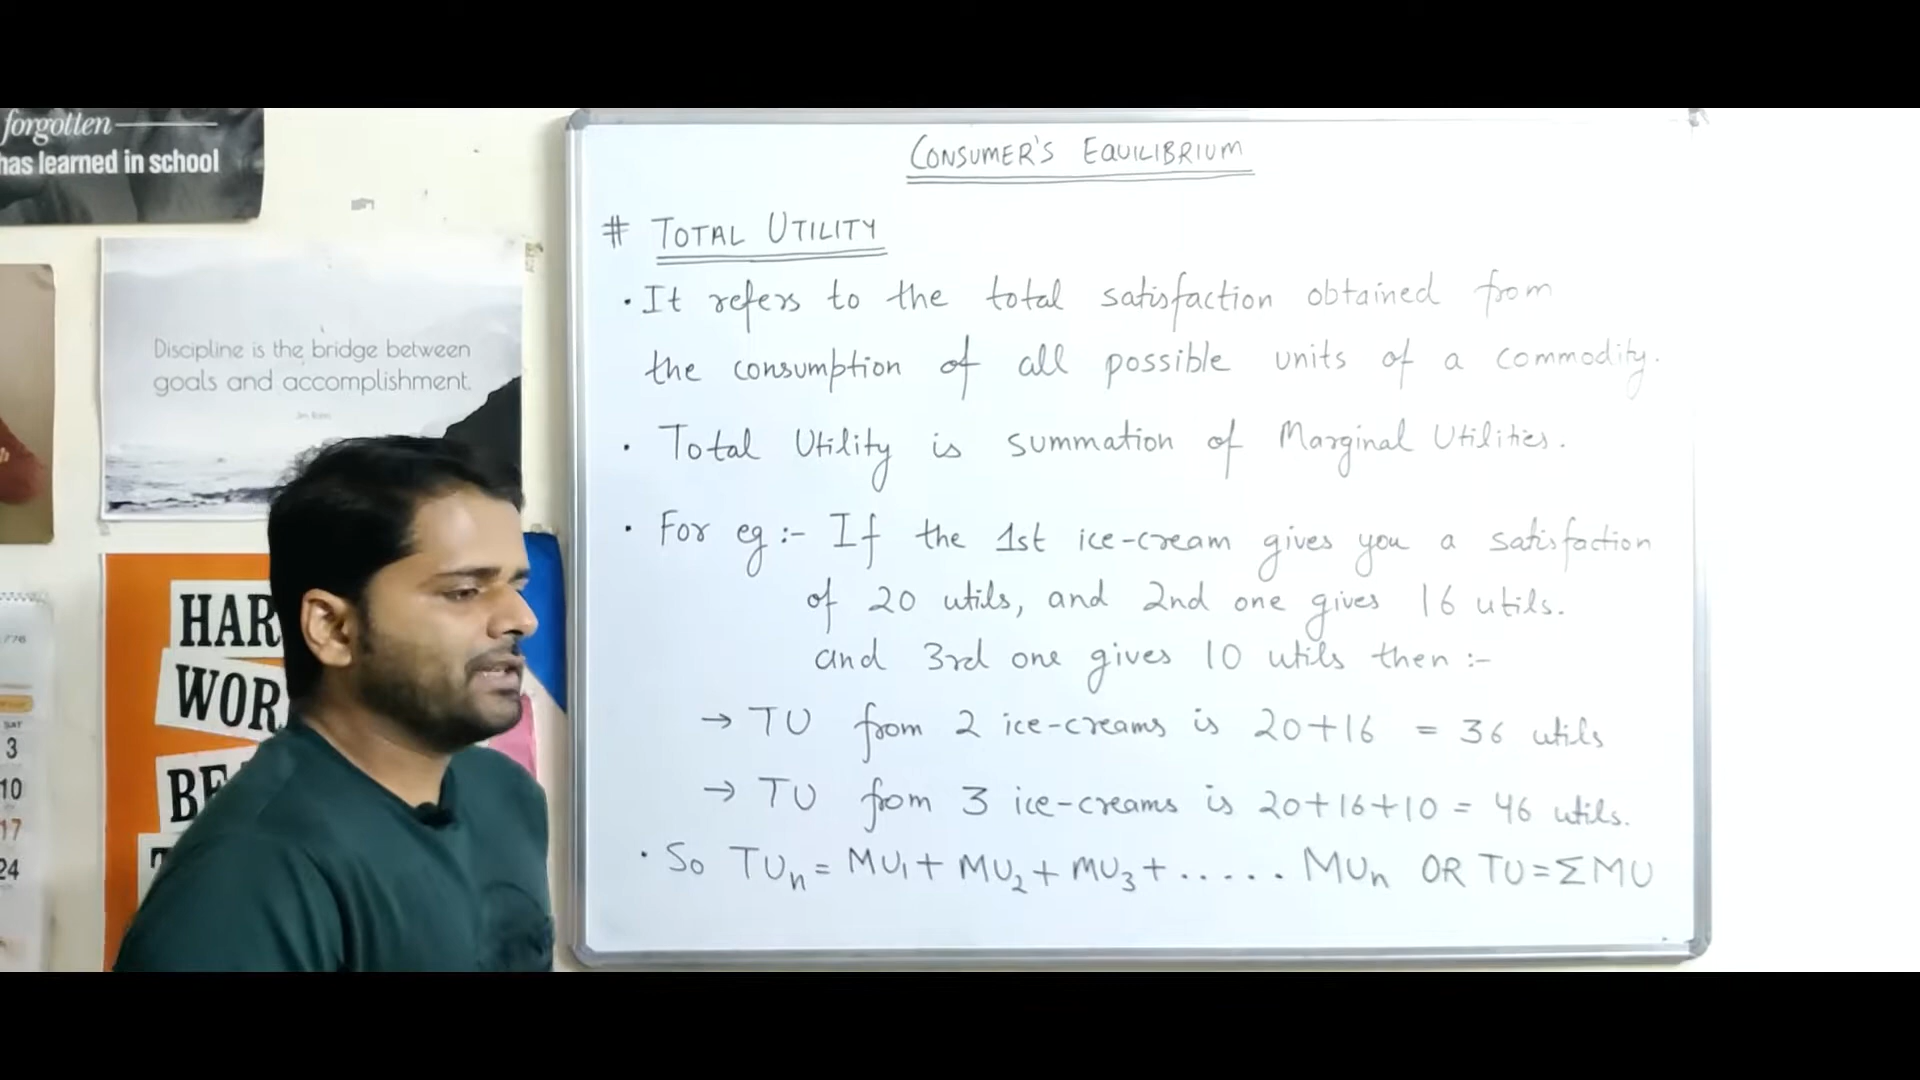 forgotten
has learned in school
Discipline is the bridge between
goals and accomplishment.
HAR
WOR
BE
776
SAT
3
10
17
24
CONSUMER'S EQUILIBRIUM
# TOTAL UTILITY
· It refers to the total satisfaction obtained from
the consumption of all possible units of a commodity.
· Total Utility is summation of Marginal Utilities.
· For eg :- If the 1st ice-cream gives you a satisfaction
of 20 utils, and 2nd one gives 16 utils.
and 3rd one gives 10 utils then :-
→ TU from 2 ice-creams is 20+16 = 36 utils
→ TU from 3 ice-creams is 20+16+10 = 46 utils.
· So TUn = MU1 + MU2 + MU3 + ..... MUn OR TU = Σ MU